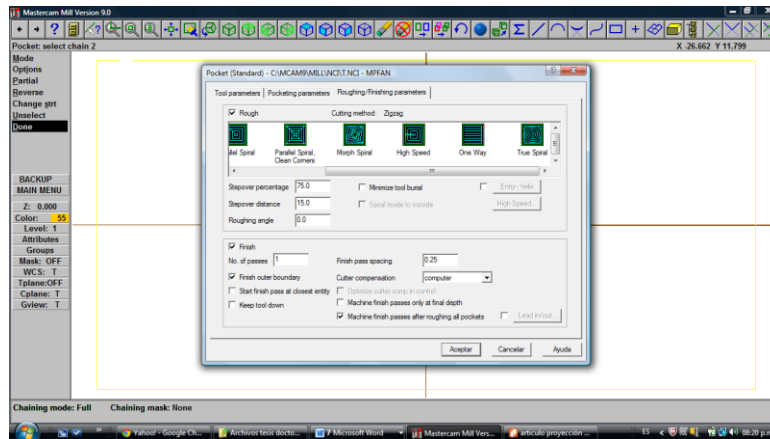 Mastercam Mill Version 9.0
Pocket: select chain 2
X -26.662 Y 11.799
Mode
Options
Partial
Reverse
Change strt
Unselect
Done
BACKUP
MAIN MENU
Z: 0.000
Color: 55
Level: 1
Attributes
Groups
Mask: OFF
WCS: T
Tplane:OFF
Cplane: T
Gview: T
Pocket (Standard) - C:\MCAM9\MILL\NCI\T.NCI - MPFAN
Tool parameters Pocketing parameters Roughing/Finishing parameters
Rough Cutting method: Zigzag
allel Spiral Parallel Spiral, Clean Corners Morph Spiral High Speed One Way True Spiral
Stepover percentage 75.0 Minimize tool burial Entry - helix
Stepover distance 15.0 Spiral inside to outside High Speed...
Roughing angle 0.0
Finish
No. of passes 1 Finish pass spacing 0.25
Finish outer boundary Cutter compensation computer
Start finish pass at closest entity Optimize cutter comp in control
Keep tool down Machine finish passes only at final depth
Machine finish passes after roughing all pockets Lead in/out...
Aceptar Cancelar Ayuda
Chaining mode: Full Chaining mask: None
Yahoo! - Google Ch... Archivos tesis docto... 7 Microsoft Word Mastercam Mill Vers... articulo proyección ... ES 08:20 p.m.